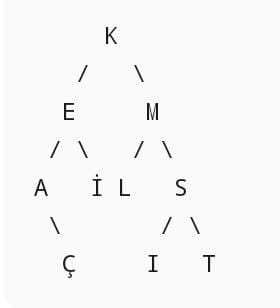 K
/ \
E M
/ \ / \
A İ L S
\ / \
Ç I T